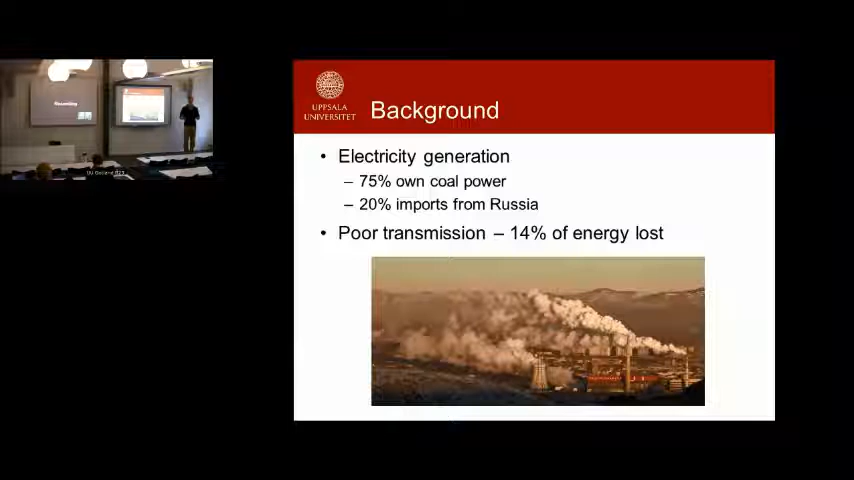 UPPSALA
UNIVERSITET
Background
• Electricity generation
– 75% own coal power
– 20% imports from Russia
• Poor transmission – 14% of energy lost